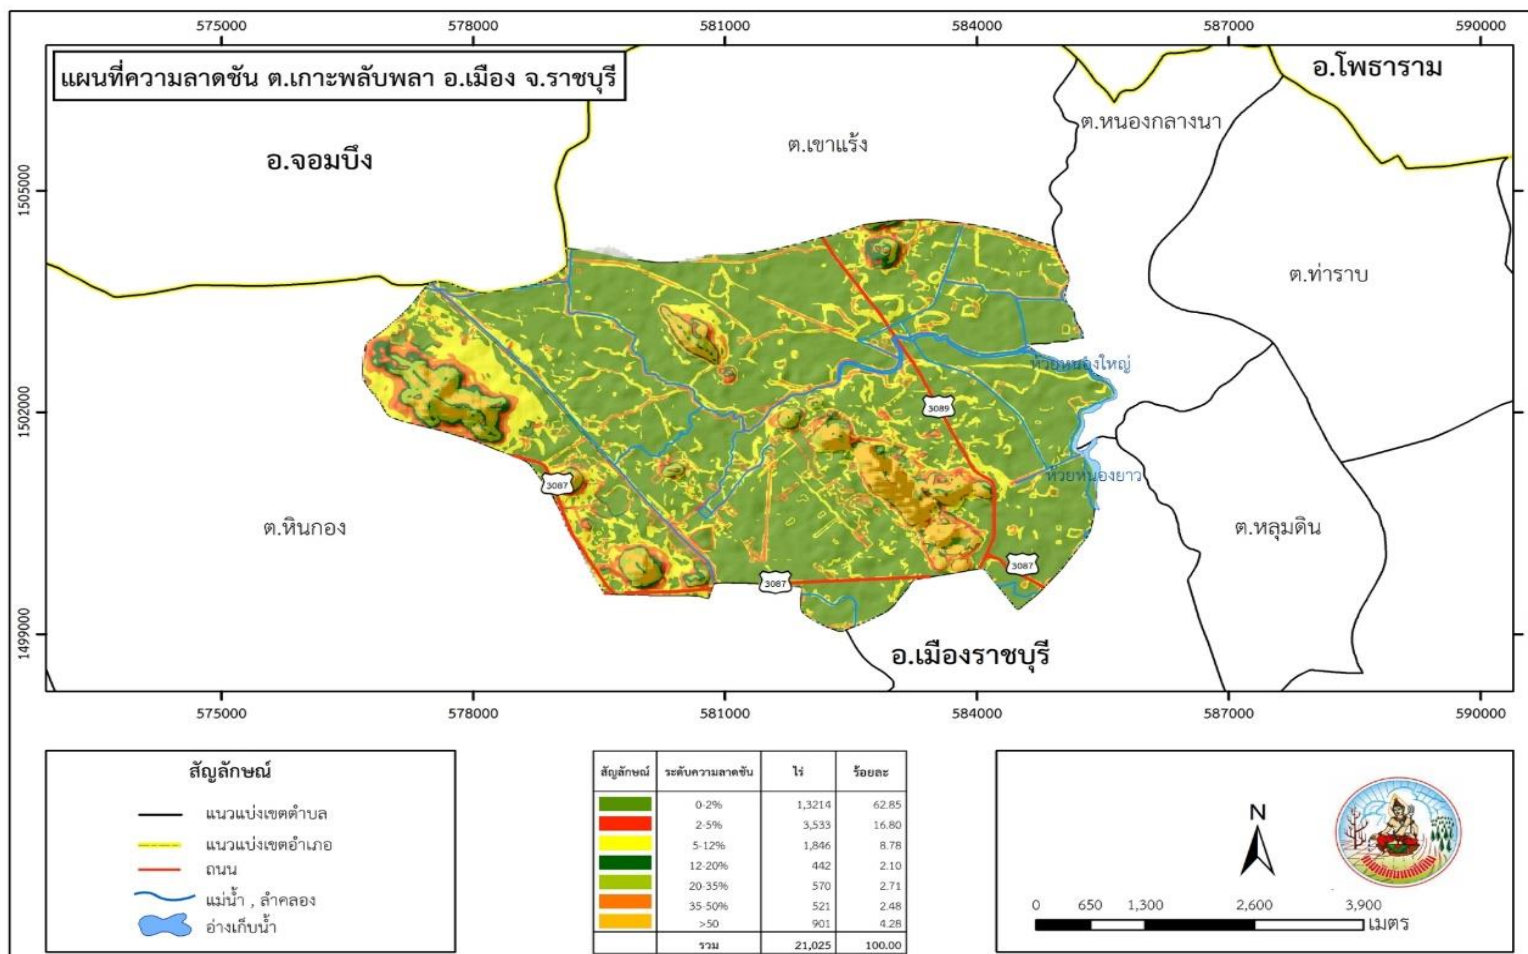 575000 578000 581000 584000 587000 590000
แผนที่ความลาดชัน ต.เกาะพลับพลา อ.เมือง จ.ราชบุรี
อ.โพธาราม
ต.หนองกลางนา
ต.เขาแร้ง
อ.จอมบึง
1505000
ต.ท่าราบ
ห้วยหนองใหญ่
1502000
3089
ห้วยหนองยาว
3087
ต.หินกอง
ต.หลุมดิน
3087
3087
1499000
อ.เมืองราชบุรี
575000 578000 581000 584000 587000 590000
สัญลักษณ์
แนวแบ่งเขตตำบล
แนวแบ่งเขตอำเภอ
ถนน
แม่น้ำ , ลำคลอง
อ่างเก็บน้ำ
สัญลักษณ์ ระดับความลาดชัน ไร่ ร้อยละ
0-2% 1,3214 62.85
2-5% 3,533 16.80
5-12% 1,846 8.78
12-20% 442 2.10
20-35% 570 2.71
35-50% 521 2.48
>50 901 4.28
รวม 21,025 100.00
N
0 650 1,300 2,600 3,900
เมตร